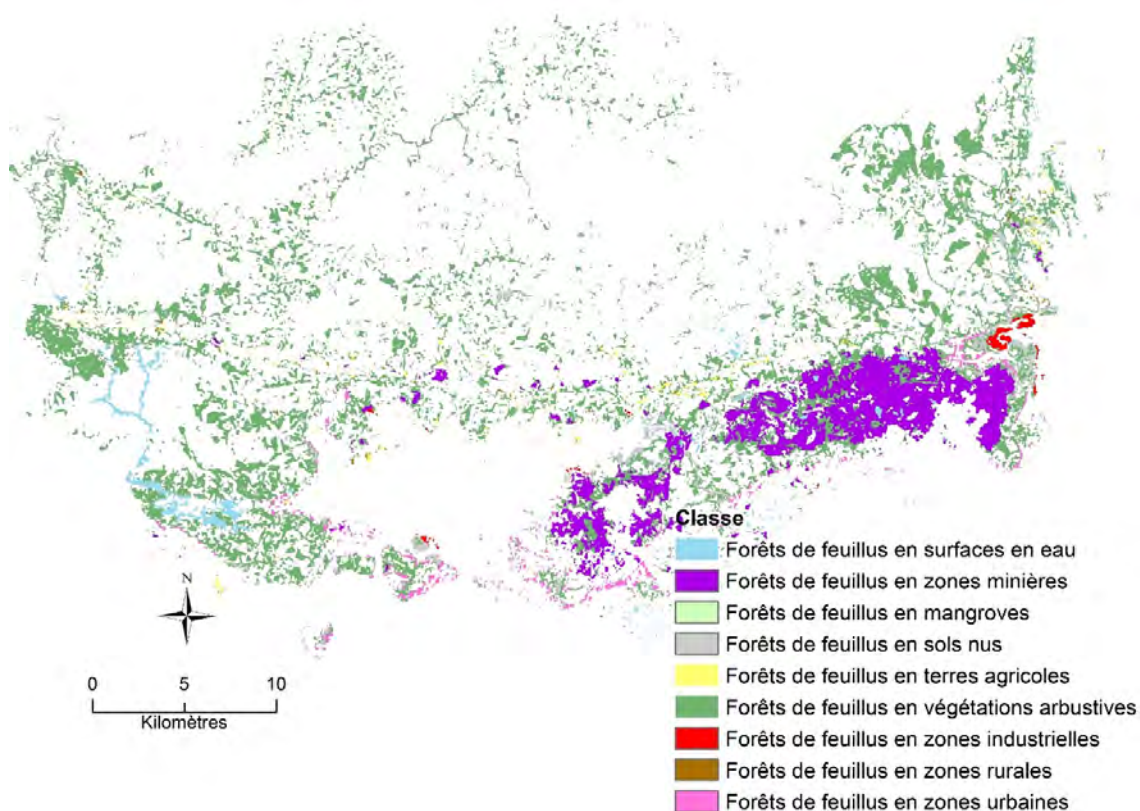 N
0 5 10
Kilomètres
Classe
Forêts de feuillus en surfaces en eau
Forêts de feuillus en zones minières
Forêts de feuillus en mangroves
Forêts de feuillus en sols nus
Forêts de feuillus en terres agricoles
Forêts de feuillus en végétations arbustives
Forêts de feuillus en zones industrielles
Forêts de feuillus en zones rurales
Forêts de feuillus en zones urbaines